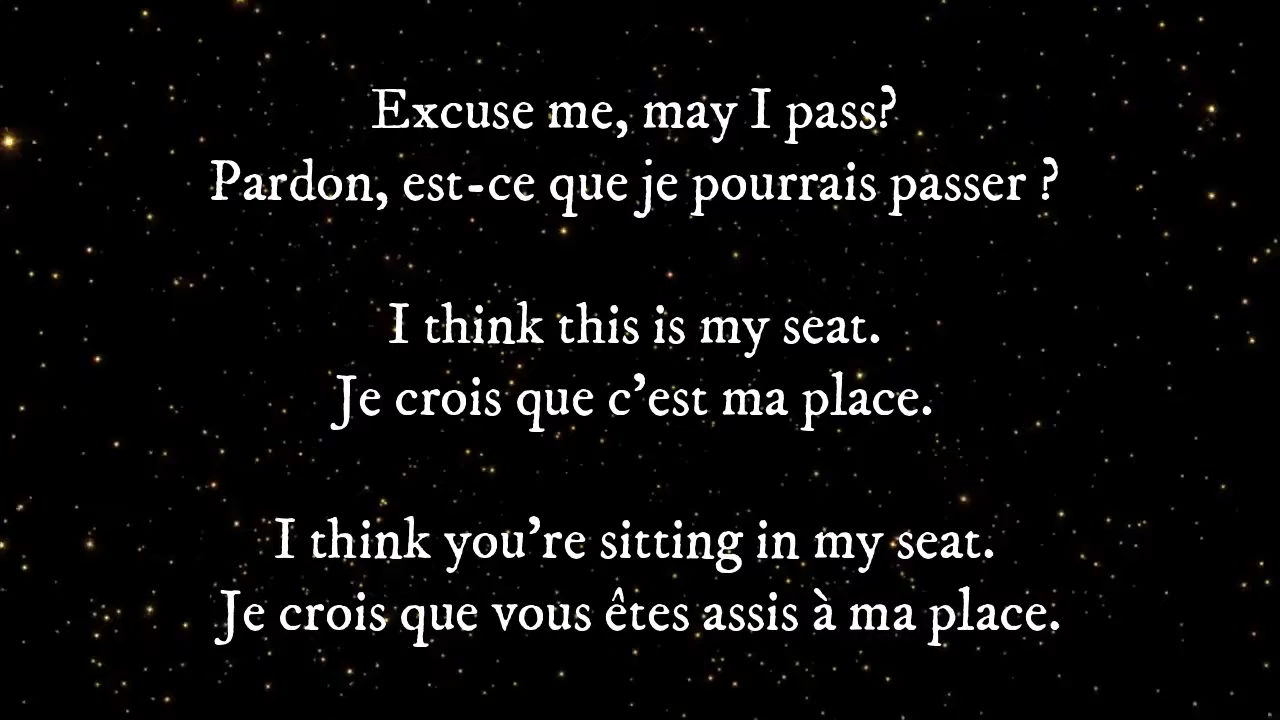 Excuse me, may I pass?
Pardon, est-ce que je pourrais passer ?
I think this is my seat.
Je crois que c’est ma place.
I think you’re sitting in my seat.
Je crois que vous êtes assis à ma place.